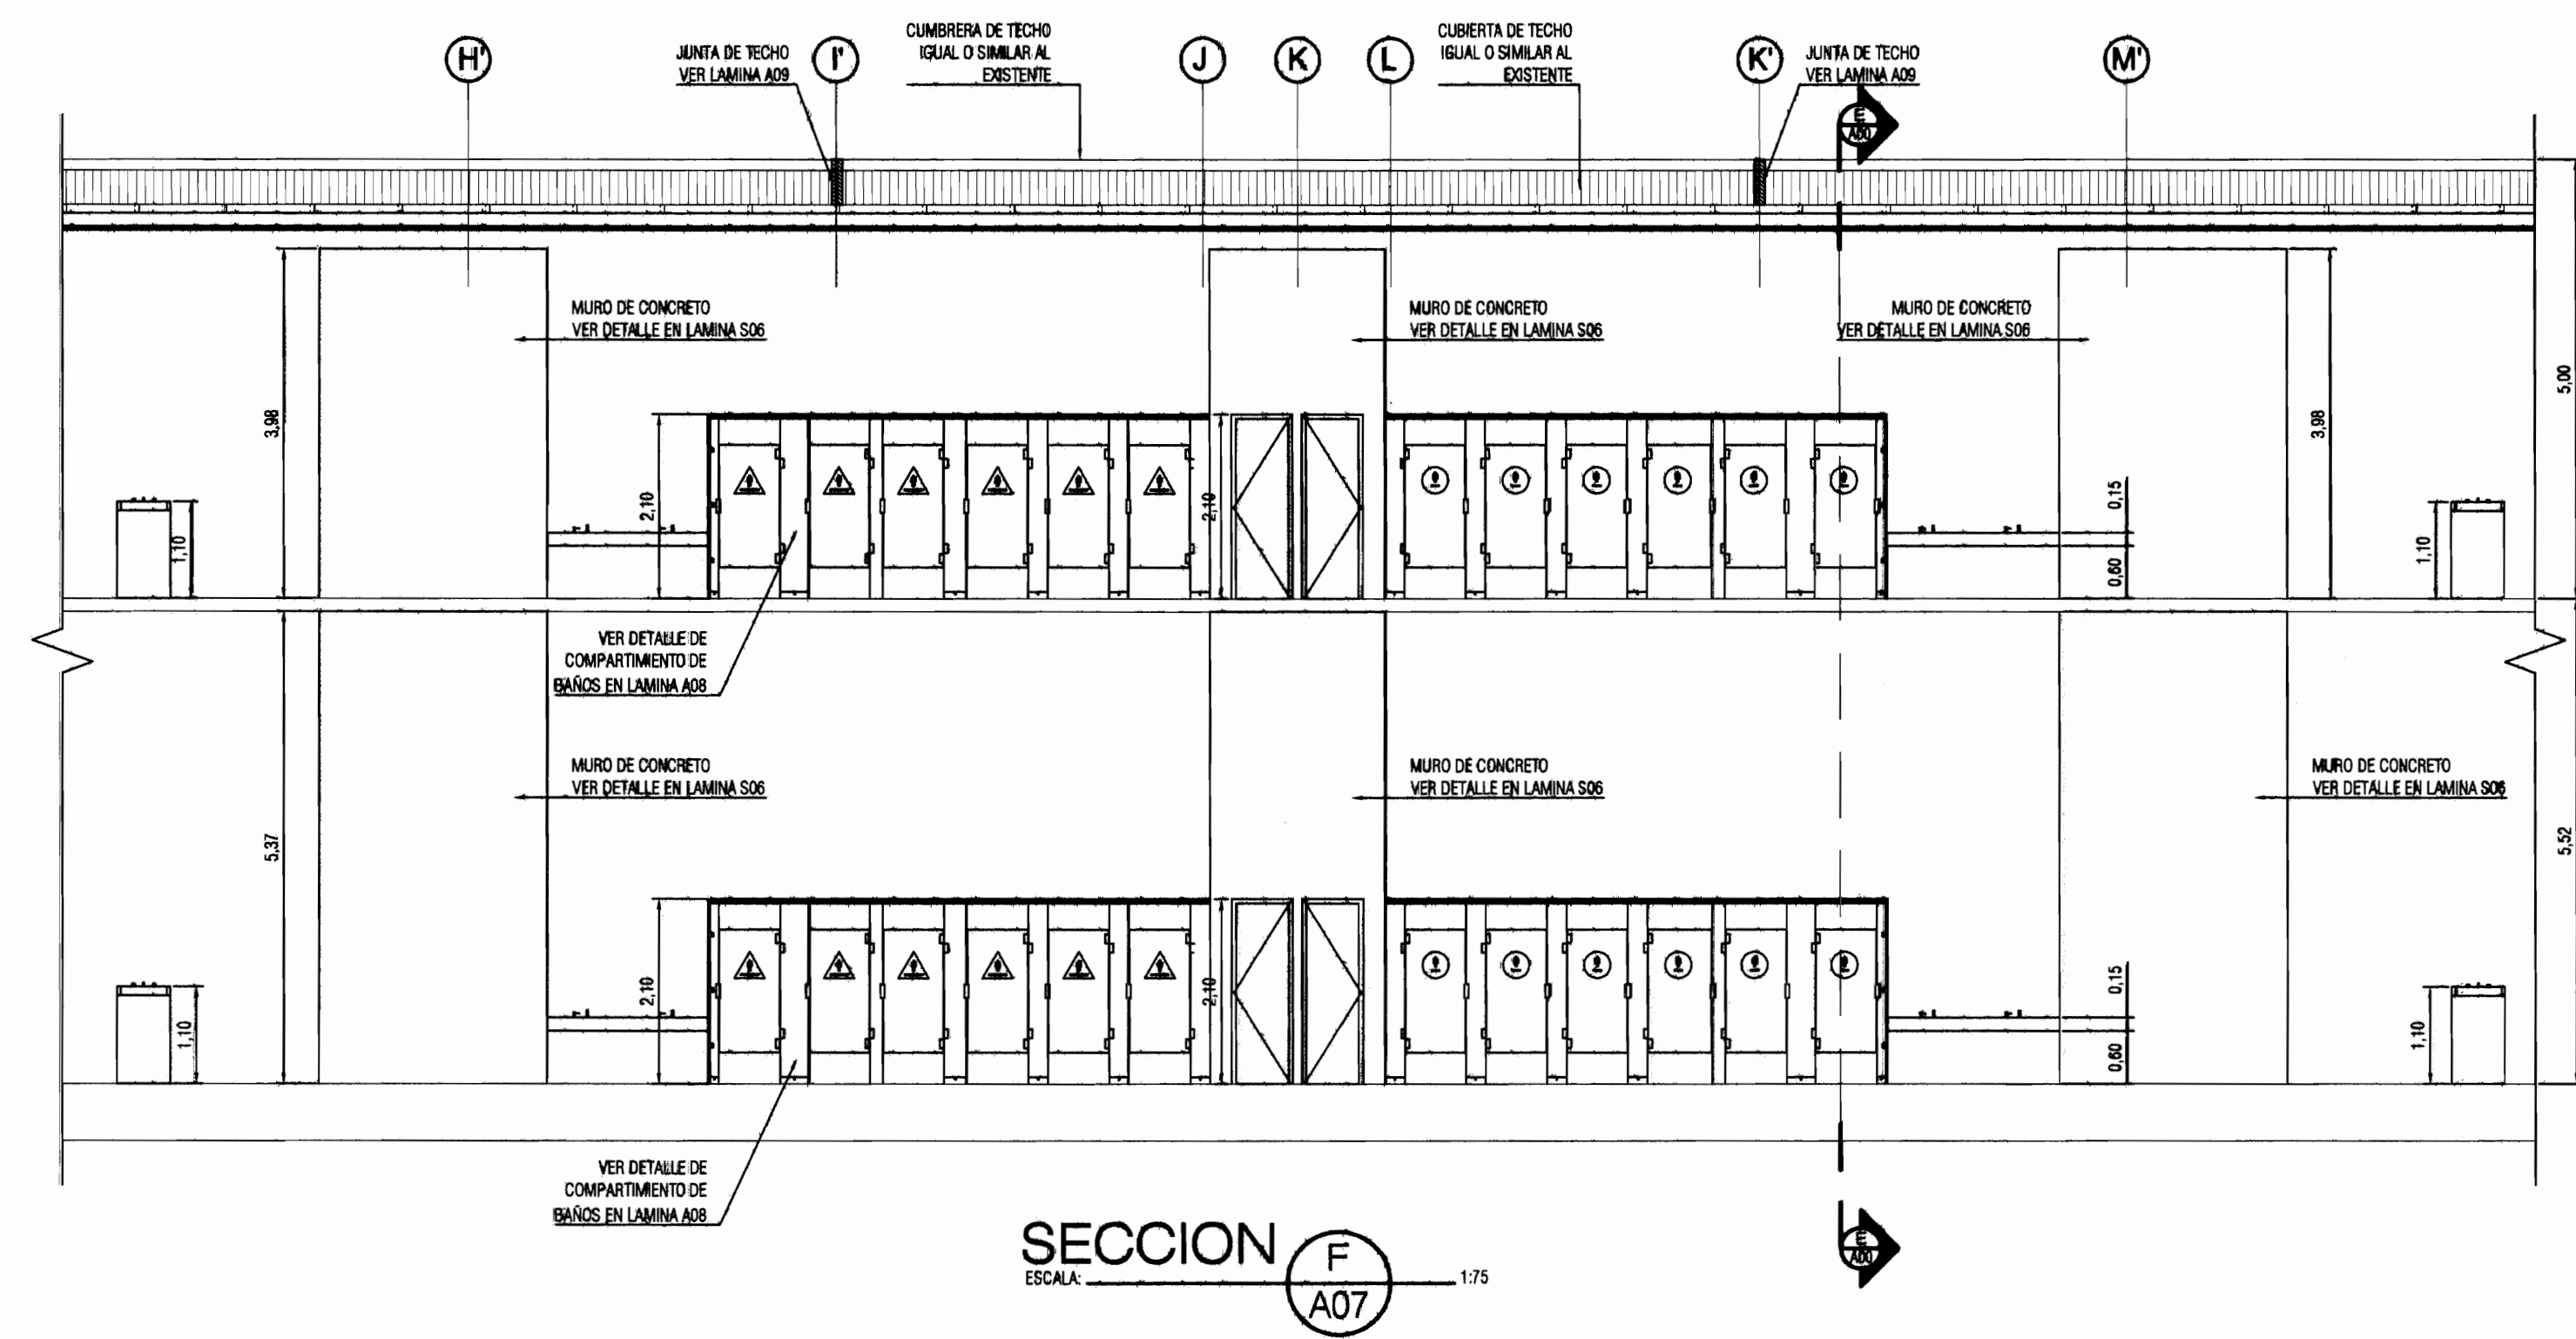 H'
JUNTA DE TECHO
VER LAMINA A09
I'
CUMBRERA DE TECHO
IGUAL O SIMILAR AL
EXISTENTE
J
K
L
CUBIERTA DE TECHO
IGUAL O SIMILAR AL
EXISTENTE
K'
JUNTA DE TECHO
VER LAMINA A09
M'
E
A00
MURO DE CONCRETO
VER DETALLE EN LAMINA S06
MURO DE CONCRETO
VER DETALLE EN LAMINA S06
MURO DE CONCRETO
VER DETALLE EN LAMINA S06
3,98
1,10
2,10
2,10
0,15
0,60
3,98
1,10
5,00
VER DETALLE DE
COMPARTIMIENTO DE
BAÑOS EN LAMINA A08
MURO DE CONCRETO
VER DETALLE EN LAMINA S06
MURO DE CONCRETO
VER DETALLE EN LAMINA S06
MURO DE CONCRETO
VER DETALLE EN LAMINA S06
5,37
1,10
2,10
2,10
0,15
0,60
1,10
5,52
VER DETALLE DE
COMPARTIMIENTO DE
BAÑOS EN LAMINA A08
SECCION
F
A07
ESCALA:
1:75
E
A00